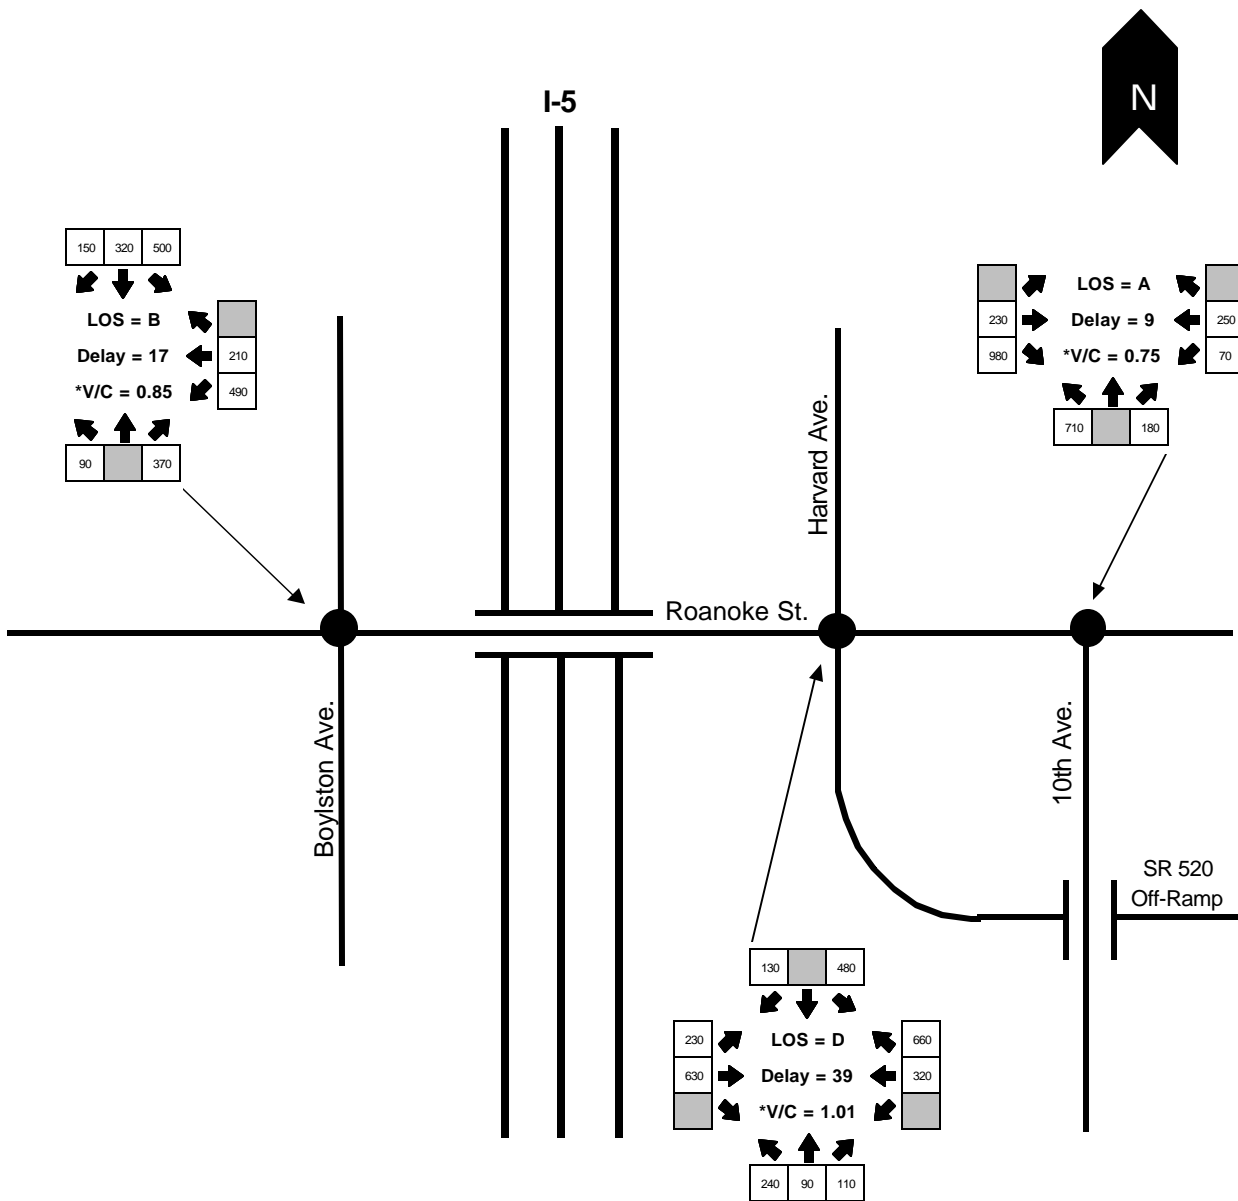 N
I-5
150 320 500
LOS = B
Delay = 17
*V/C = 0.85
210
490
90 370
LOS = A
Delay = 9
*V/C = 0.75
230
980
250
70
710 180
Harvard Ave.
Roanoke St.
Boylston Ave.
10th Ave.
SR 520
Off-Ramp
130 480
230
630
LOS = D
Delay = 39
*V/C = 1.01
660
320
240 90 110